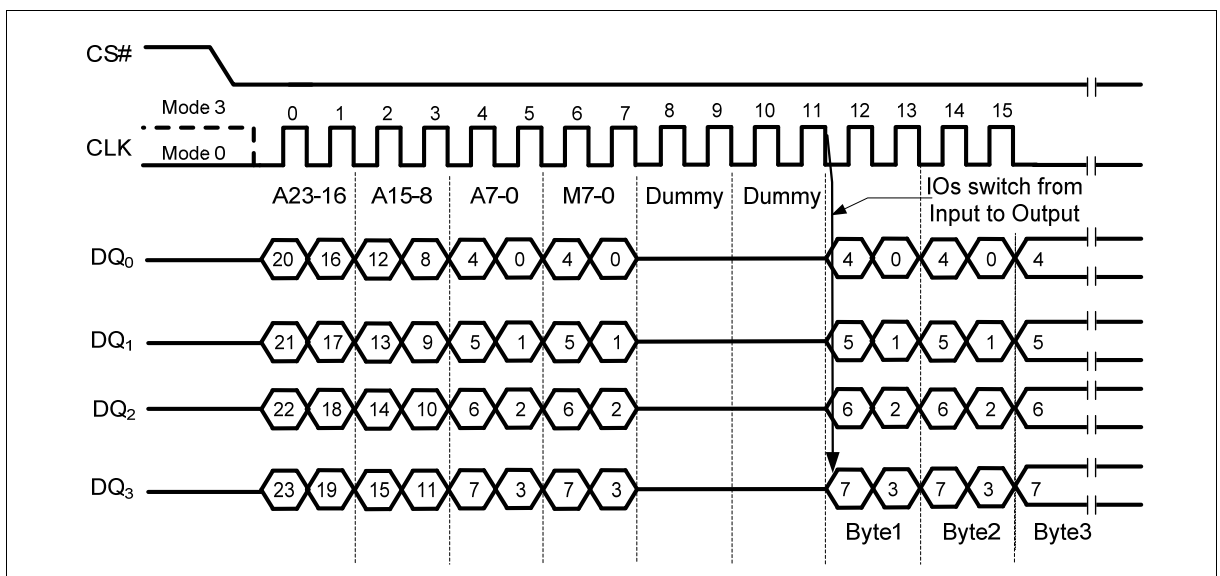 CS#
Mode 3
0 1 2 3 4 5 6 7 8 9 10 11 12 13 14 15
CLK
Mode 0
A23-16 A15-8 A7-0 M7-0 Dummy Dummy
IOs switch from
Input to Output
DQ0 20 16 12 8 4 0 4 0 4 0 4 0 4
DQ1 21 17 13 9 5 1 5 1 5 1 5 1 5
DQ2 22 18 14 10 6 2 6 2 6 2 6 2 6
DQ3 23 19 15 11 7 3 7 3 7 3 7 3 7
Byte1 Byte2 Byte3